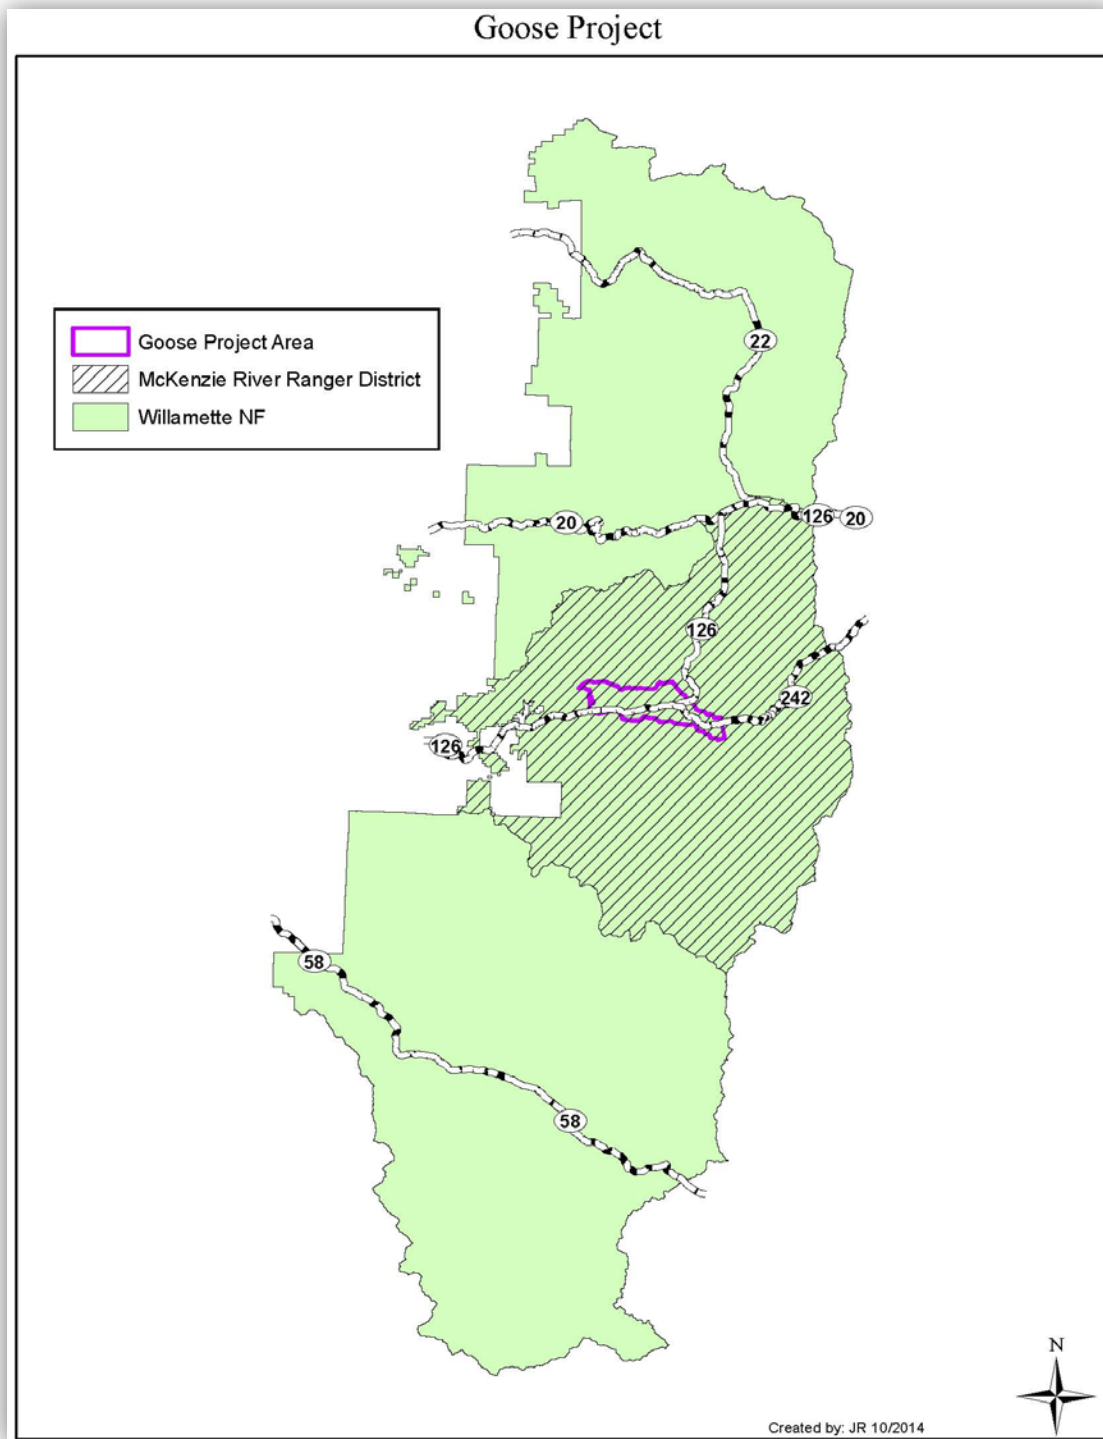 Goose Project
Goose Project Area
McKenzie River Ranger District
Willamette NF
22
20
126
20
126
242
126
58
58
N
Created by: JR 10/2014